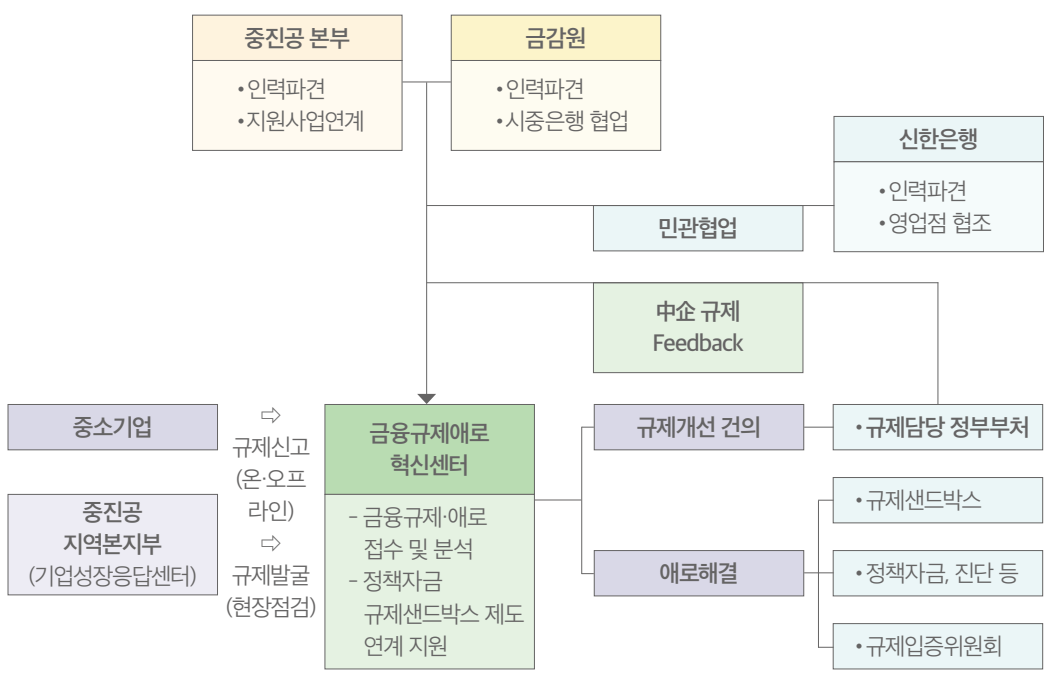 중진공 본부
•인력파견
•지원사업연계
금감원
•인력파견
•시중은행 협업
신한은행
•인력파견
•영업점 협조
민관협업
中企 규제
Feedback
중소기업
⇨
규제신고
(온·오프
라인)
중진공
지역본지부
(기업성장응답센터)
⇨
규제발굴
(현장점검)
금융규제애로
혁신센터
- 금융규제·애로
접수 및 분석
- 정책자금
규제샌드박스 제도
연계 지원
규제개선 건의
•규제담당 정부부처
애로해결
•규제샌드박스
•정책자금, 진단 등
•규제입증위원회